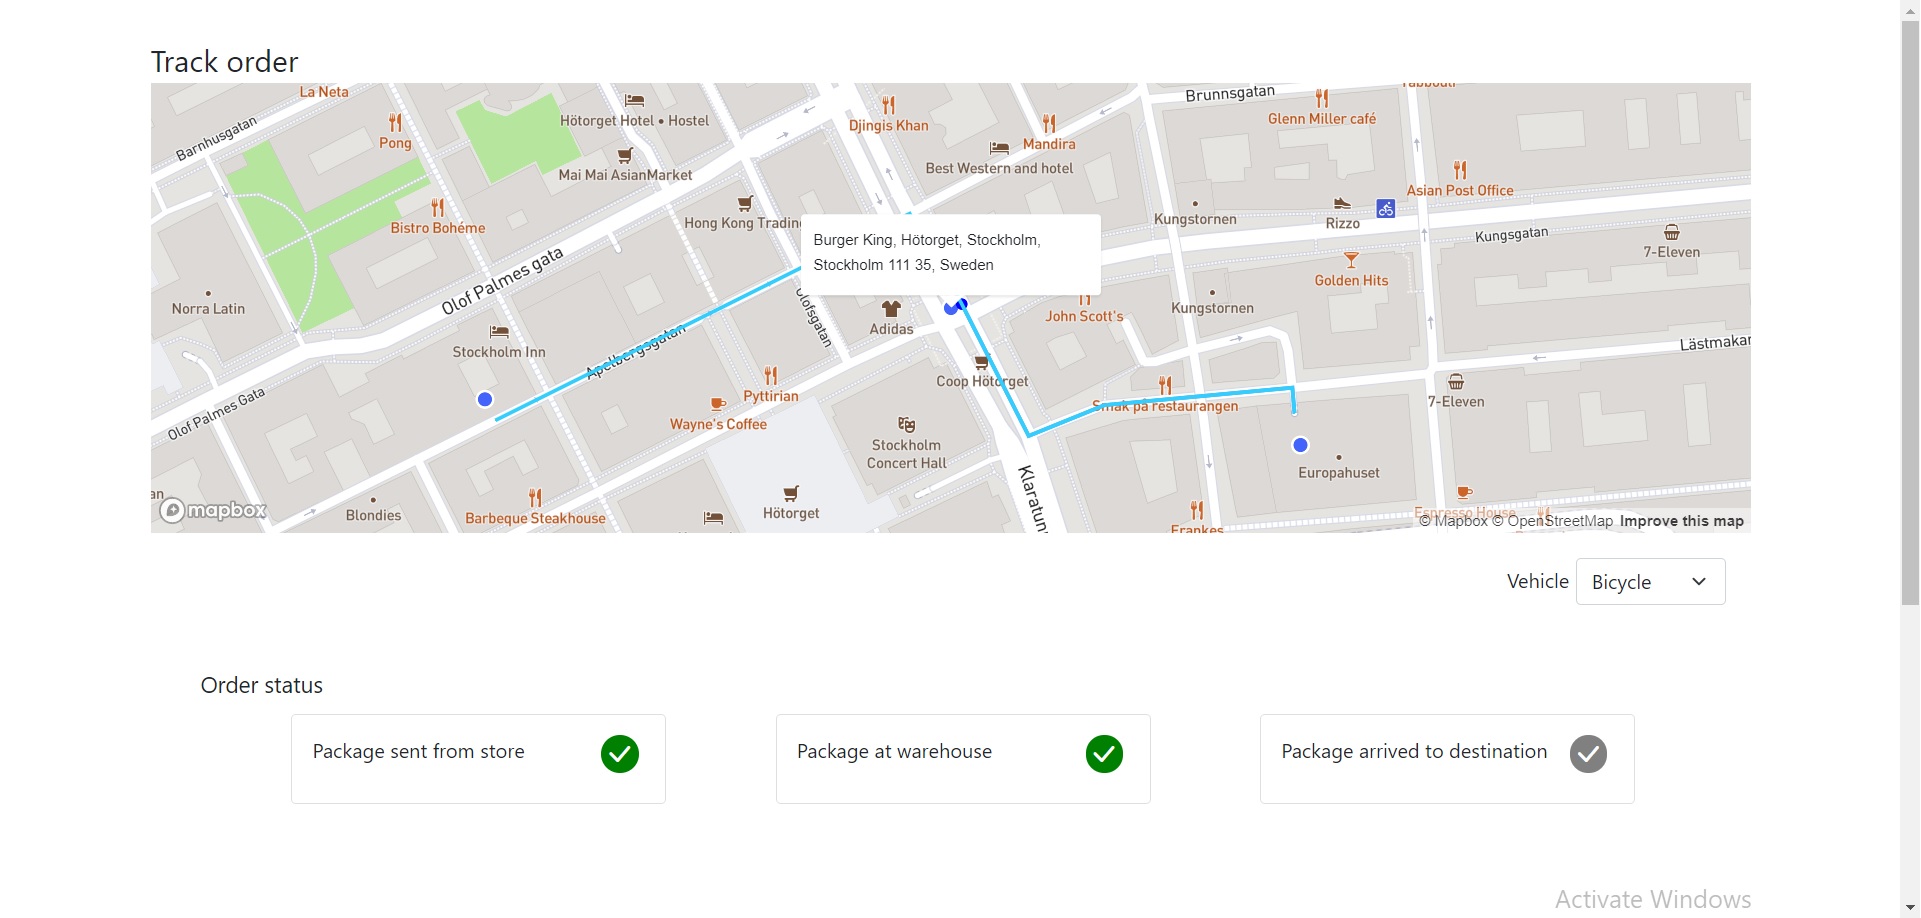 Track order
La Neta
Tabbouli
Brunnsgatan
Barnhusgatan
Pong
Hötorget Hotel • Hostel
Djingis Khan
Mandira
Glenn Miller café
Mai Mai AsianMarket
Best Western and hotel
Asian Post Office
Bistro Bohéme
Hong Kong Trading
Kungstornen
Rizzo
Kungsgatan
7-Eleven
Burger King, Hötorget, Stockholm,
Stockholm 111 35, Sweden
Olof Palmes gata
Golden Hits
Norra Latin
Olofsgatan
Adidas
John Scott's
Kungstornen
Stockholm Inn
Apelbergsgatan
Lästmakar
Coop Hötorget
Pyttirian
Smak på restaurangen
7-Eleven
Olof Palmes Gata
Wayne's Coffee
Stockholm
Concert Hall
Europahuset
Klaratun
an
mapbox
Blondies
Barbeque Steakhouse
Hötorget
Frankes
Espresso House
© Mapbox © OpenStreetMap Improve this map
Vehicle
Bicycle
Order status
Package sent from store
Package at warehouse
Package arrived to destination
Activate Windows